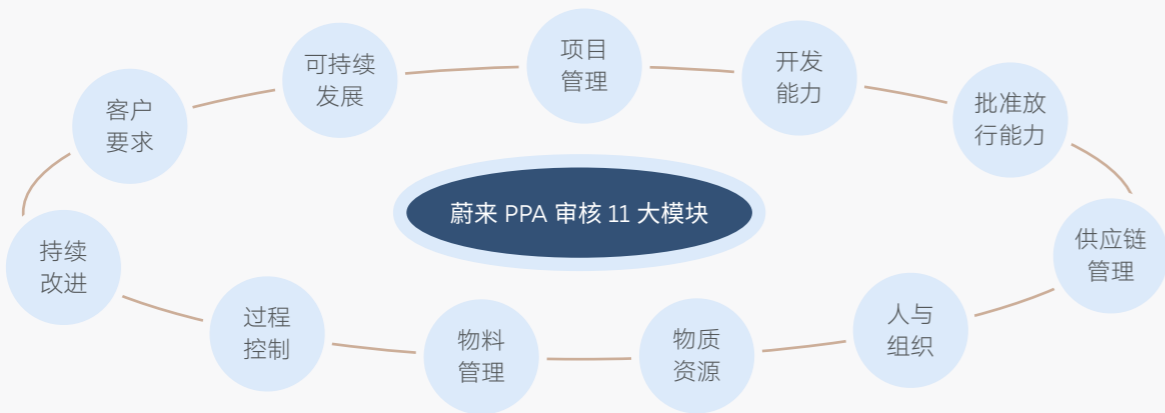 项目
管理
开发
能力
批准放
行能力
供应链
管理
人与
组织
物质
资源
物料
管理
过程
控制
持续
改进
客户
要求
可持续
发展
蔚来 PPA 审核 11 大模块